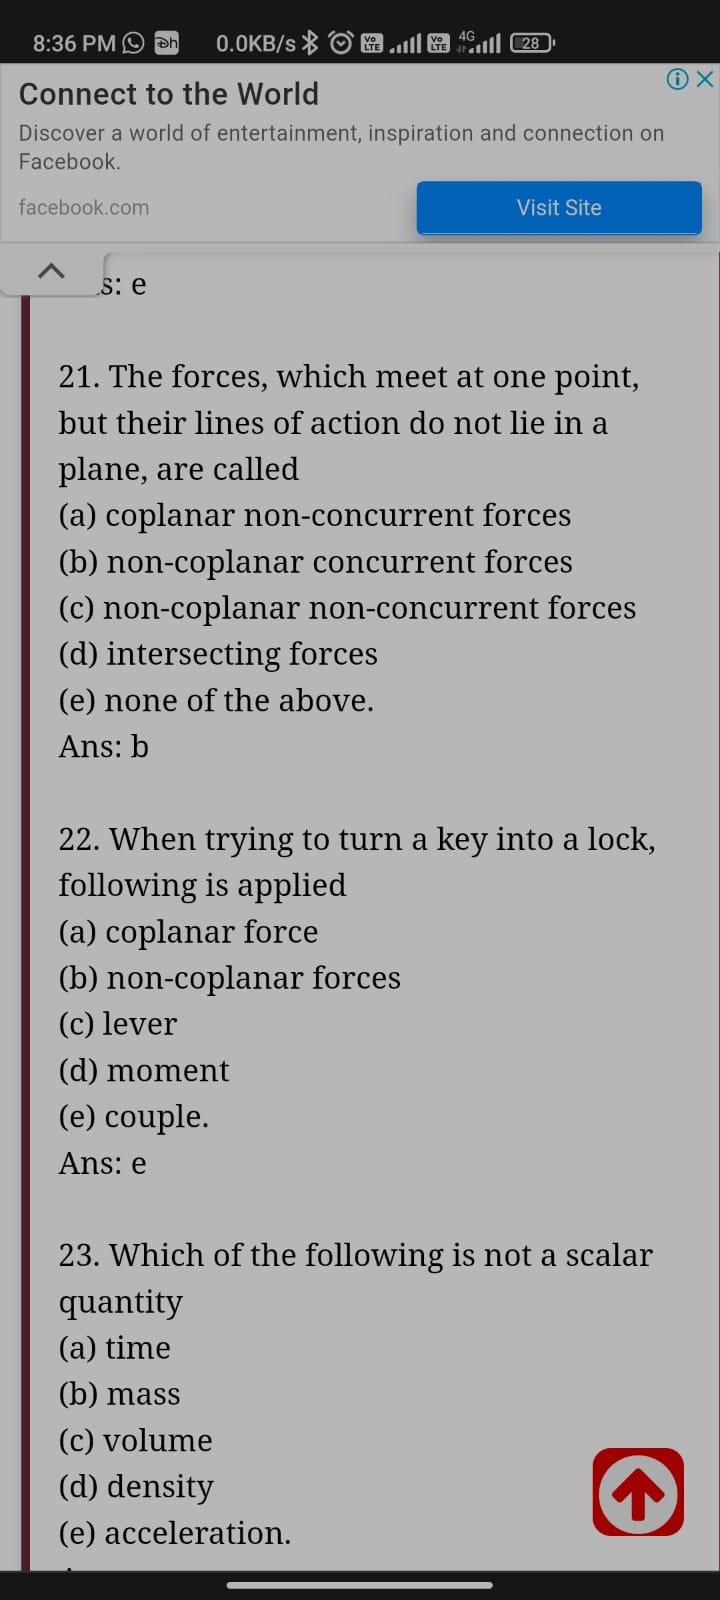 8:36 PM 0.0KB/s Vo LTE Vo LTE 4G 28
Connect to the World
Discover a world of entertainment, inspiration and connection on
Facebook.
facebook.com
Visit Site
s: e
21. The forces, which meet at one point,
but their lines of action do not lie in a
plane, are called
(a) coplanar non-concurrent forces
(b) non-coplanar concurrent forces
(c) non-coplanar non-concurrent forces
(d) intersecting forces
(e) none of the above.
Ans: b
22. When trying to turn a key into a lock,
following is applied
(a) coplanar force
(b) non-coplanar forces
(c) lever
(d) moment
(e) couple.
Ans: e
23. Which of the following is not a scalar
quantity
(a) time
(b) mass
(c) volume
(d) density
(e) acceleration.